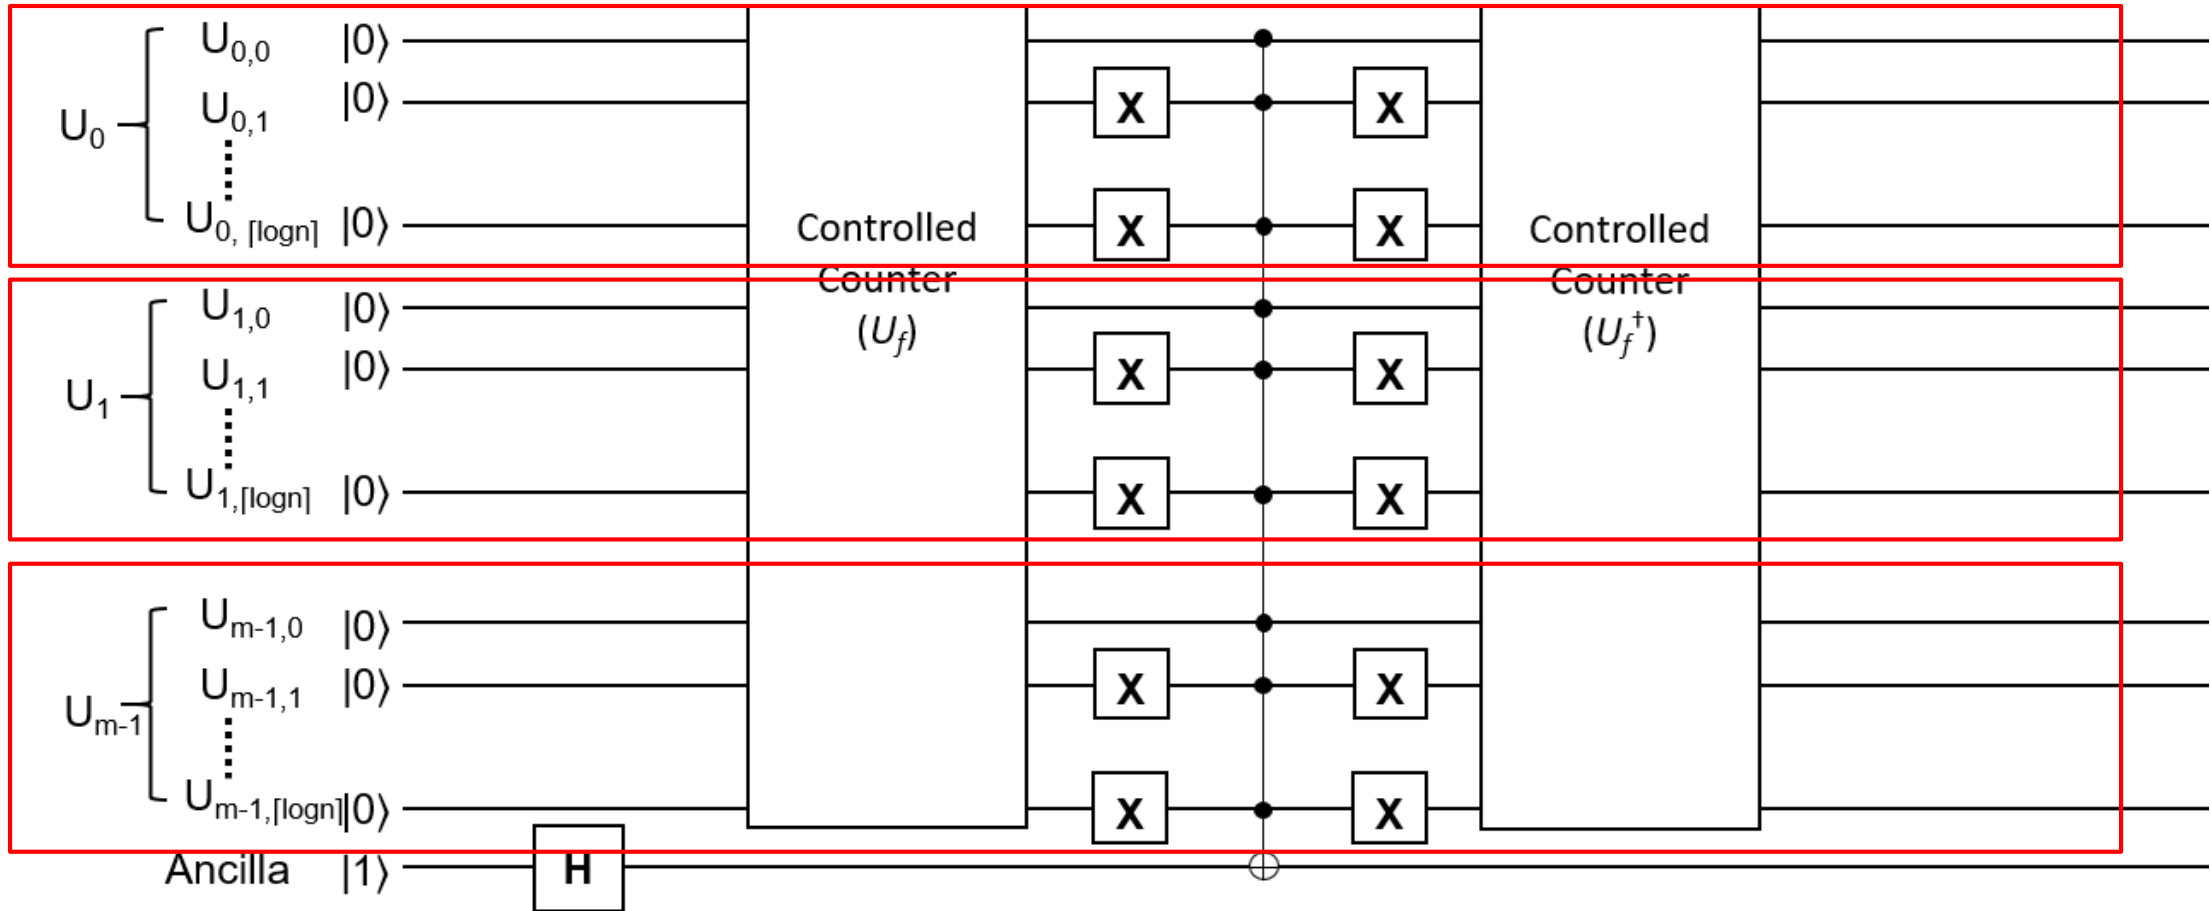 U0,0 |0⟩
X X
U0,1 |0⟩
U0
X X
U0, ⌈logn⌉ |0⟩
Controlled Controlled
Counter Counter
(Uf) (Uf†)
U1,0 |0⟩
X X
U1,1 |0⟩
U1
X X
U1,⌈logn⌉ |0⟩
Um-1,0 |0⟩
X X
Um-1,1 |0⟩
Um-1
X X
Um-1,⌈logn⌉ |0⟩
Ancilla |1⟩ H